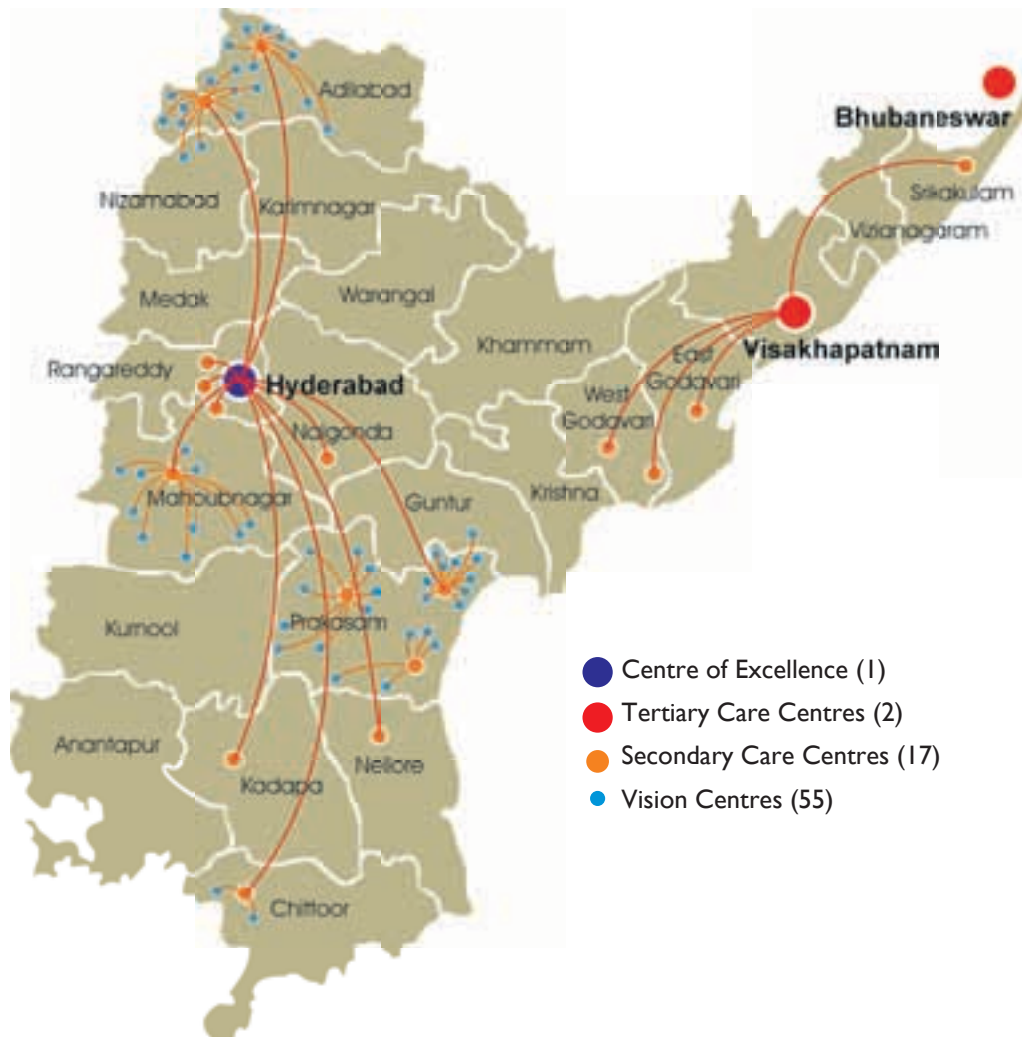 Adilabad
Bhubaneswar
Nizamabad
Karimnagar
Srikakulam
Vizianagaram
Medak
Warangal
Khammam
Visakhapatnam
Rangareddy
Hyderabad
East
Godavari
West
Godavari
Nalgonda
Mahoubnagar
Guntur
Krishna
Prakasam
Kurnool
Centre of Excellence (1)
Tertiary Care Centres (2)
Secondary Care Centres (17)
Vision Centres (55)
Anantapur
Nellore
Kadapa
Chittoor